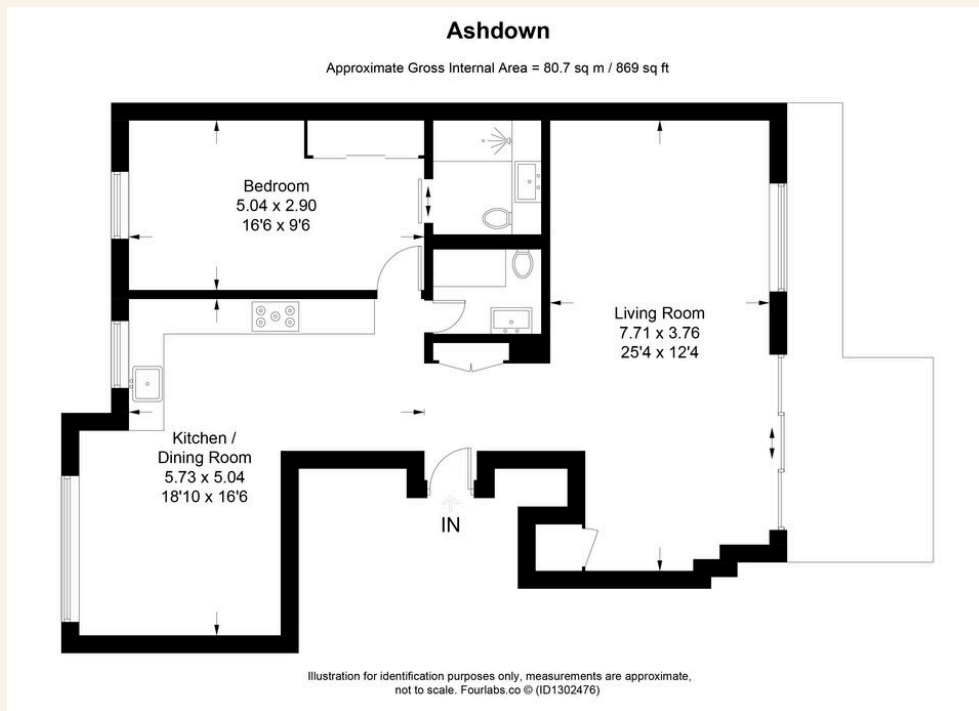 Ashdown
Approximate Gross Internal Area = 80.7 sq m / 869 sq ft
Bedroom
5.04 x 2.90
16'6 x 9'6
Living Room
7.71 x 3.76
25'4 x 12'4
Kitchen /
Dining Room
5.73 x 5.04
18'10 x 16'6
IN
Illustration for identification purposes only, measurements are approximate,
not to scale. Fourlabs.co © (ID1302476)